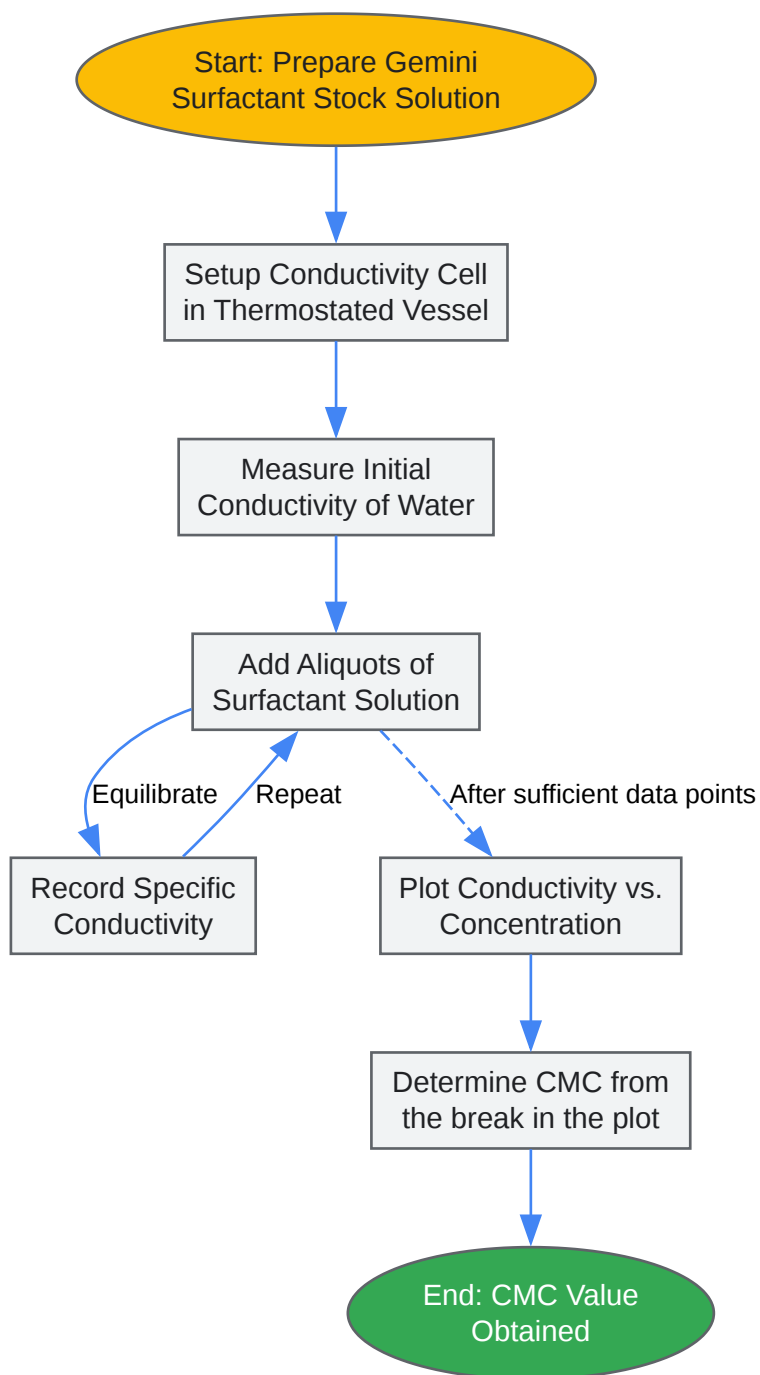 Start: Prepare Gemini
Surfactant Stock Solution
Setup Conductivity Cell
in Thermostated Vessel
Measure Initial
Conductivity of Water
Add Aliquots of
Surfactant Solution
Equilibrate
Repeat
After sufficient data points
Record Specific
Conductivity
Plot Conductivity vs.
Concentration
Determine CMC from
the break in the plot
End: CMC Value
Obtained